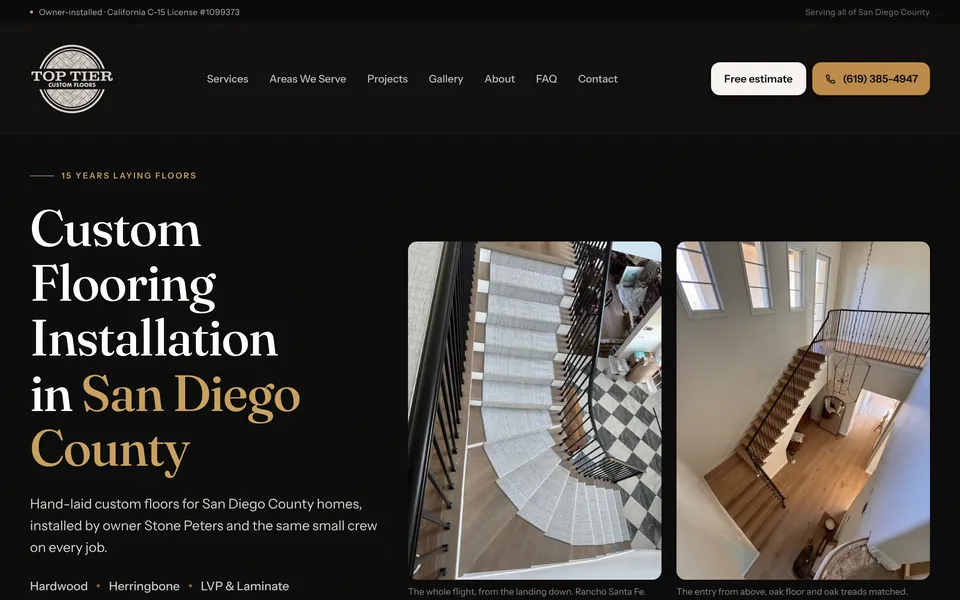 Owner-installed · California C-15 License #1099373
Serving all of San Diego County
TOP TIER
CUSTOM FLOORS
Services
Areas We Serve
Projects
Gallery
About
FAQ
Contact
Free estimate
(619) 385-4947
15 YEARS LAYING FLOORS
Custom
Flooring
Installation
in San Diego
County
Hand-laid custom floors for San Diego County homes,
installed by owner Stone Peters and the same small crew
on every job.
Hardwood • Herringbone • LVP & Laminate
The whole flight, from the landing down. Rancho Santa Fe.
The entry from above, oak floor and oak treads matched.